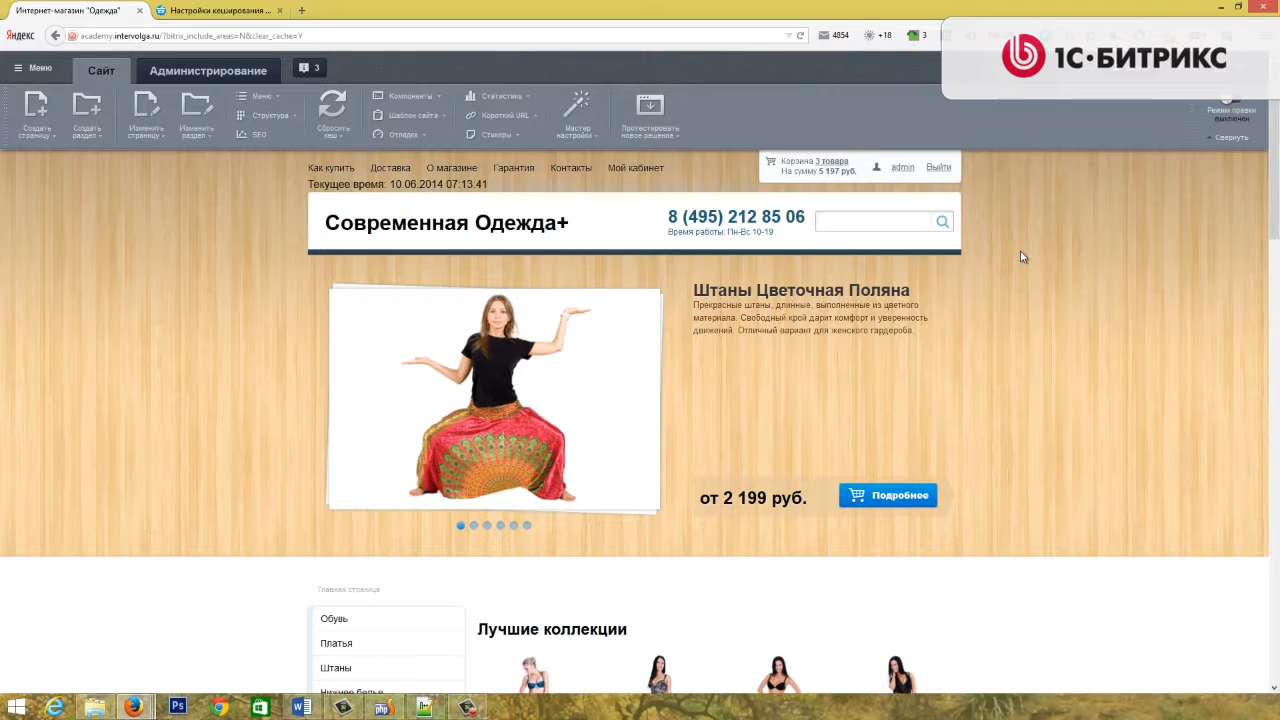 Интернет-магазин "Одежда"
Настройки кеширования ...
Яндекс
academy.intervolga.ru/?bitrix_include_areas=N&clear_cache=Y
4854
+18
3
1С·БИТРИКС
Меню
Сайт
Администрирование
3
Создать страницу
Создать раздел
Изменить страницу
Изменить раздел
Меню
Структура
SEO
Сбросить кеш
Компоненты
Шаблон сайта
Отладка
Статистика
Короткий URL
Стикеры
Мастер настройки
Протестировать новое решение
Режим правки
выключен
Свернуть
Как купить
Доставка
О магазине
Гарантия
Контакты
Мой кабинет
Корзина 3 товара
На сумму 5 197 руб.
admin
Выйти
Текущее время: 10.06.2014 07:13:41
Современная Одежда+
8 (495) 212 85 06
Время работы: Пн-Вс 10-19
Штаны Цветочная Поляна
Прекрасные штаны, длинные, выполненные из цветного
материала. Свободный крой дарит комфорт и уверенность
движений. Отличный вариант для женского гардероба.
от 2 199 руб.
Подробнее
Главная страница
Обувь
Платья
Штаны
Нижнее белье
Лучшие коллекции